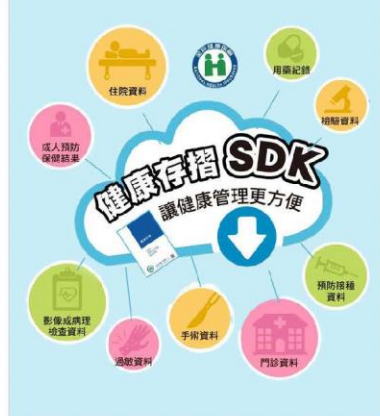 住院資料
用藥紀錄
檢驗資料
成人預防
保健結果
健康存摺 SDK
讓健康管理更方便
預防接種
資料
影像或病理
檢查資料
過敏資料
手術資料
門診資料